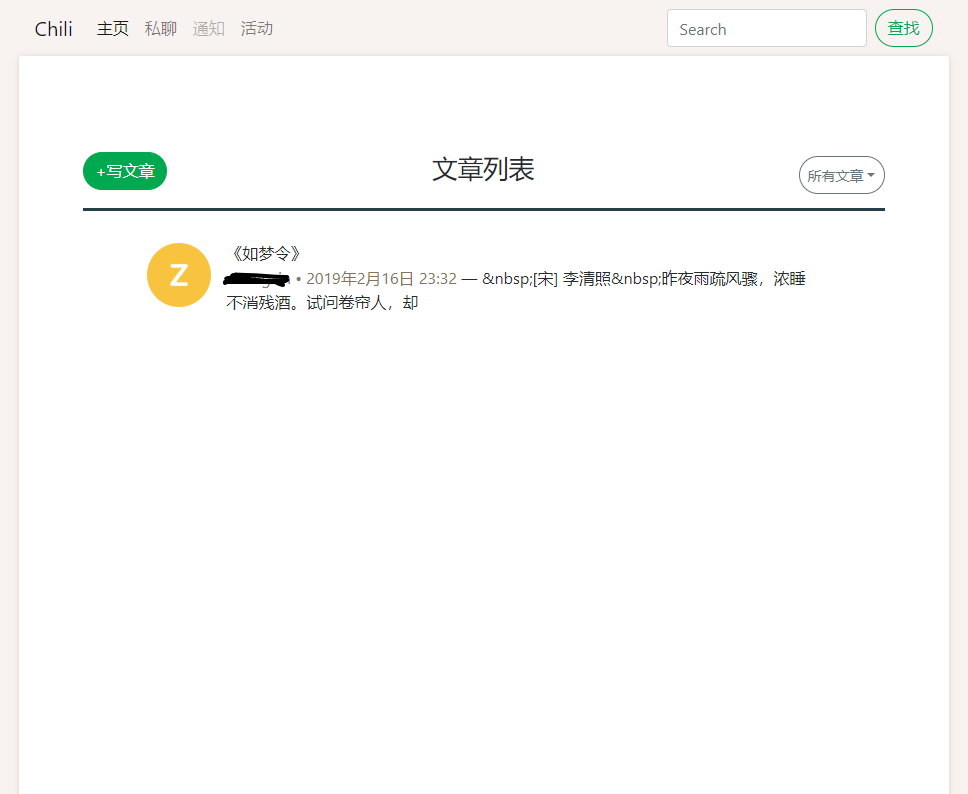 Chili 主页 私聊 通知 活动 Search 查找
+写文章 文章列表 所有文章
Z
《如梦令》
• 2019年2月16日 23:32 — &nbsp;[宋] 李清照&nbsp;昨夜雨疏风骤，浓睡
不消残酒。试问卷帘人，却